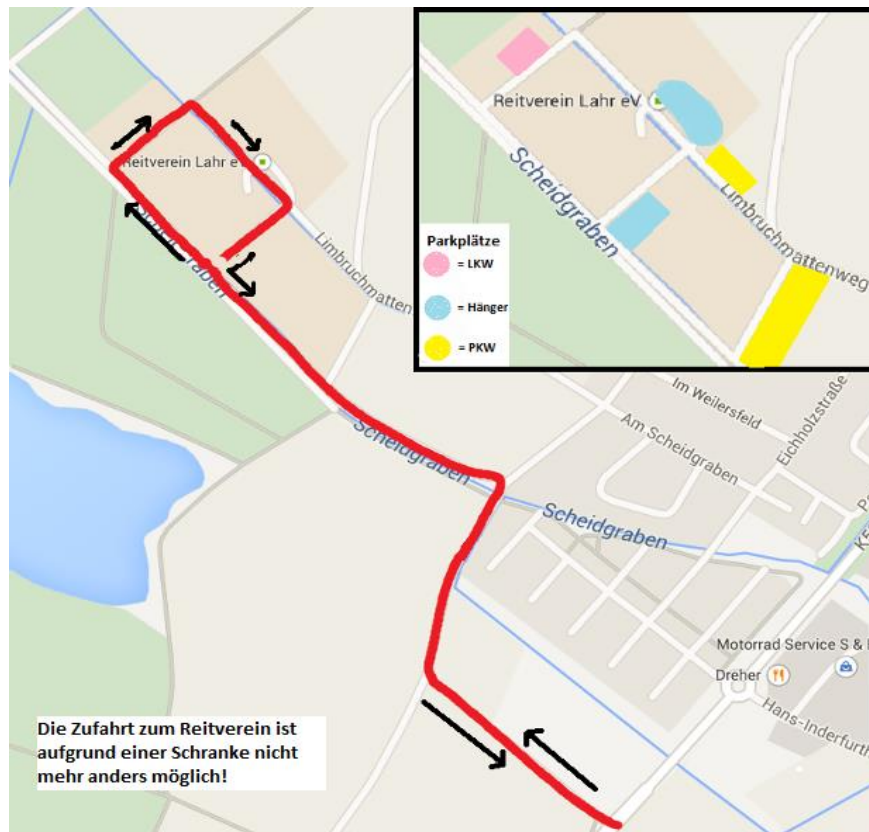 Reitverein Lahr eV
Scheidgraben
Limbruchmattenweg
Parkplätze
= LKW
= Hänger
= PKW
Reitverein Lahr e
Scheidgraben
Limbruchmatten
Im Weilersfeld
Am Scheidgraben
Eichholzstraße
Scheidgraben
Scheidgraben
Motorrad Service S &
Dreher
Hans-Inderfurth
Die Zufahrt zum Reitverein ist
aufgrund einer Schranke nicht
mehr anders möglich!